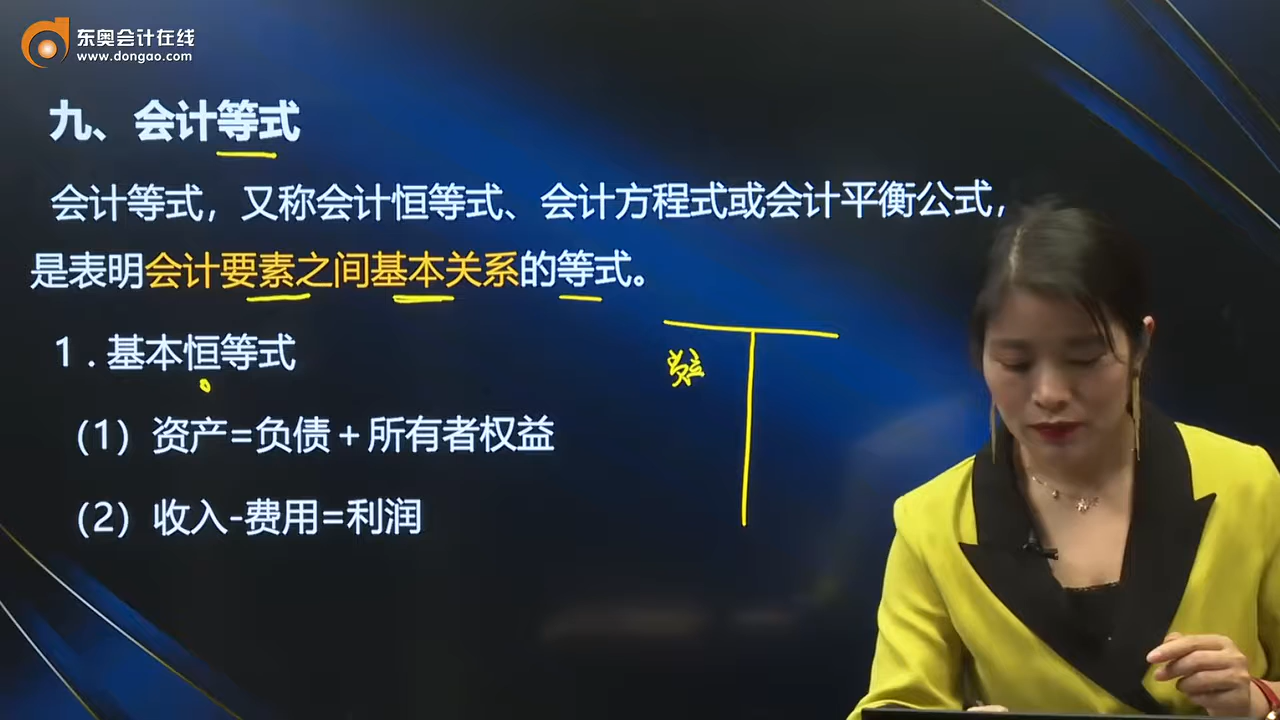 东奥会计在线
www.dongao.com
九、会计等式
会计等式，又称会计恒等式、会计方程式或会计平衡公式，
是表明会计要素之间基本关系的等式。
1 . 基本恒等式
（1）资产=负债＋所有者权益
（2）收入-费用=利润